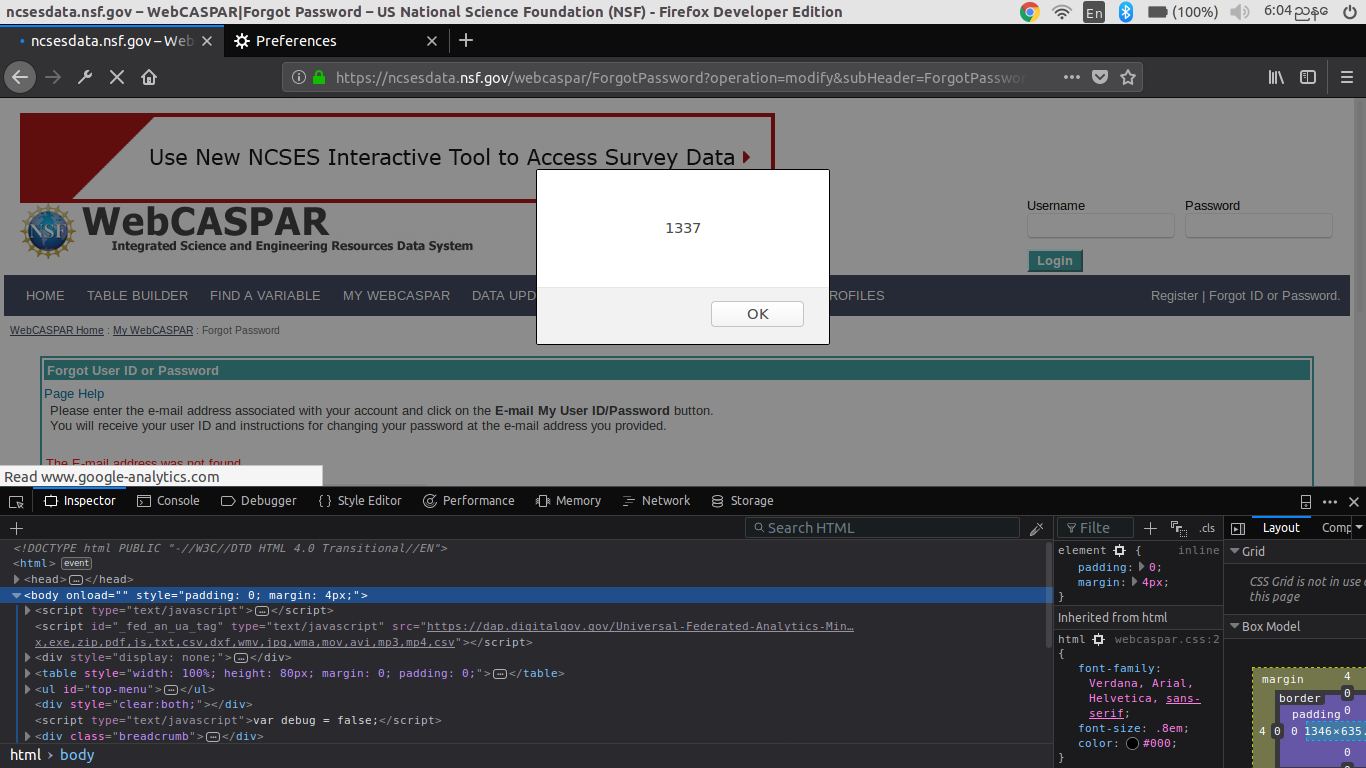 ncsesdata.nsf.gov – WebCASPAR|Forgot Password – US National Science Foundation (NSF) - Firefox Developer Edition
En (100%) 6:04 ညနေ
ncsesdata.nsf.gov – Web
Preferences
https://ncsesdata.nsf.gov/webcaspar/ForgotPassword?operation=modify&subHeader=ForgotPasswor
Use New NCSES Interactive Tool to Access Survey Data
NSF
WebCASPAR
Integrated Science and Engineering Resources Data System
Username Password
Login
1337
OK
HOME TABLE BUILDER FIND A VARIABLE MY WEBCASPAR DATA UPD ROFILES Register | Forgot ID or Password.
WebCASPAR Home : My WebCASPAR : Forgot Password
Forgot User ID or Password
Page Help
Please enter the e-mail address associated with your account and click on the E-mail My User ID/Password button.
You will receive your user ID and instructions for changing your password at the e-mail address you provided.
The E-mail address was not found
Read www.google-analytics.com
Inspector Console Debugger {} Style Editor Performance Memory Network Storage
Search HTML
<!DOCTYPE html PUBLIC "-//W3C//DTD HTML 4.0 Transitional//EN">
<html> event
<head>…</head>
<body onload="" style="padding: 0; margin: 4px;">
<script type="text/javascript">…</script>
<script id="_fed_an_ua_tag" type="text/javascript" src="https://dap.digitalgov.gov/Universal-Federated-Analytics-Min…
x,exe,zip,pdf,js,txt,csv,dxf,wmv,jpg,wma,mov,avi,mp3,mp4,csv"></script>
<div style="display: none;">…</div>
<table style="width: 100%; height: 80px; margin: 0; padding: 0;">…</table>
<ul id="top-menu">…</ul>
<div style="clear:both;"></div>
<script type="text/javascript">var debug = false;</script>
<div class="breadcrumb">…</div>
html › body
Filte + .cls
element { inline
padding: 0;
margin: 4px;
}
Inherited from html
html webcaspar.css:2
{
font-family:
Verdana, Arial,
Helvetica, sans-
serif;
font-size: .8em;
color: #000;
}
Layout Comp
Grid
CSS Grid is not in use o
this page
Box Model
margin 4
border 0
padding 0
4 0 0 1346×635.
0
0